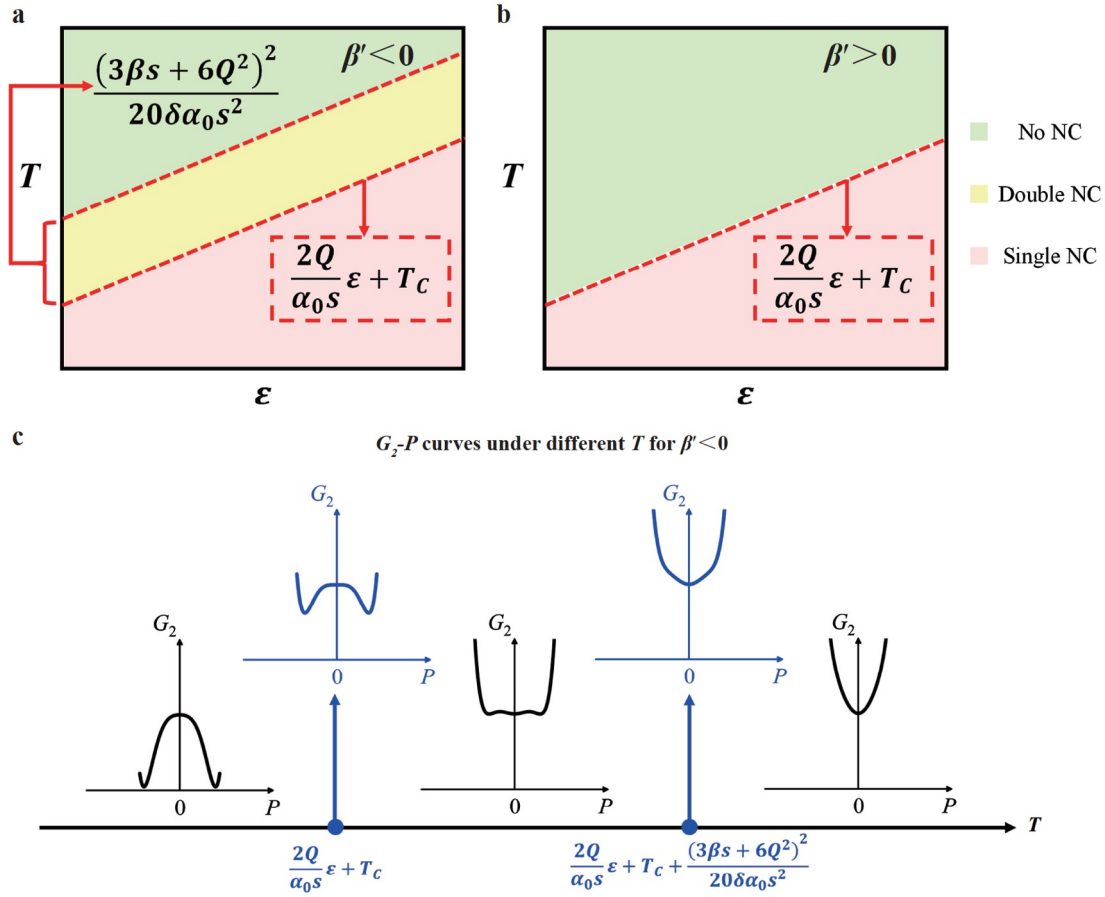 a
(3βs + 6Q²)²
20δα₀s²
β′<0
T
2Q
α₀s
ε + T_C
ε
b
β′>0
T
2Q
α₀s
ε + T_C
ε
No NC
Double NC
Single NC
c
G₂-P curves under different T for β′<0
G₂
0
P
G₂
0
P
G₂
0
P
G₂
0
P
G₂
0
P
T
2Q
α₀s
ε + T_C
2Q
α₀s
ε + T_C +
(3βs + 6Q²)²
20δα₀s²